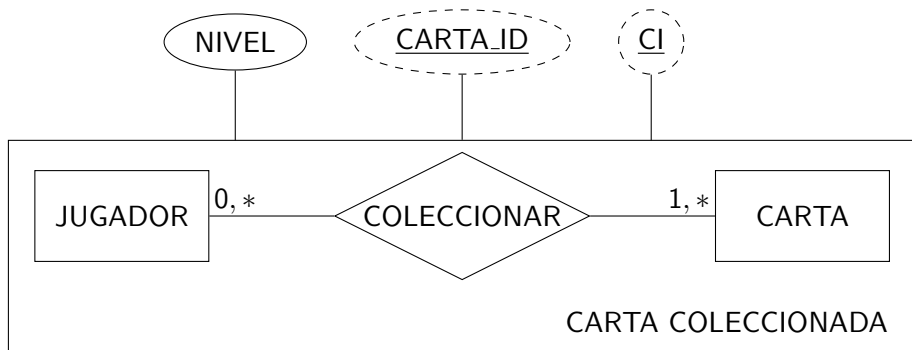 NIVEL
CARTA_ID
CI
JUGADOR
0, *
COLECCIONAR
1, *
CARTA
CARTA COLECCIONADA